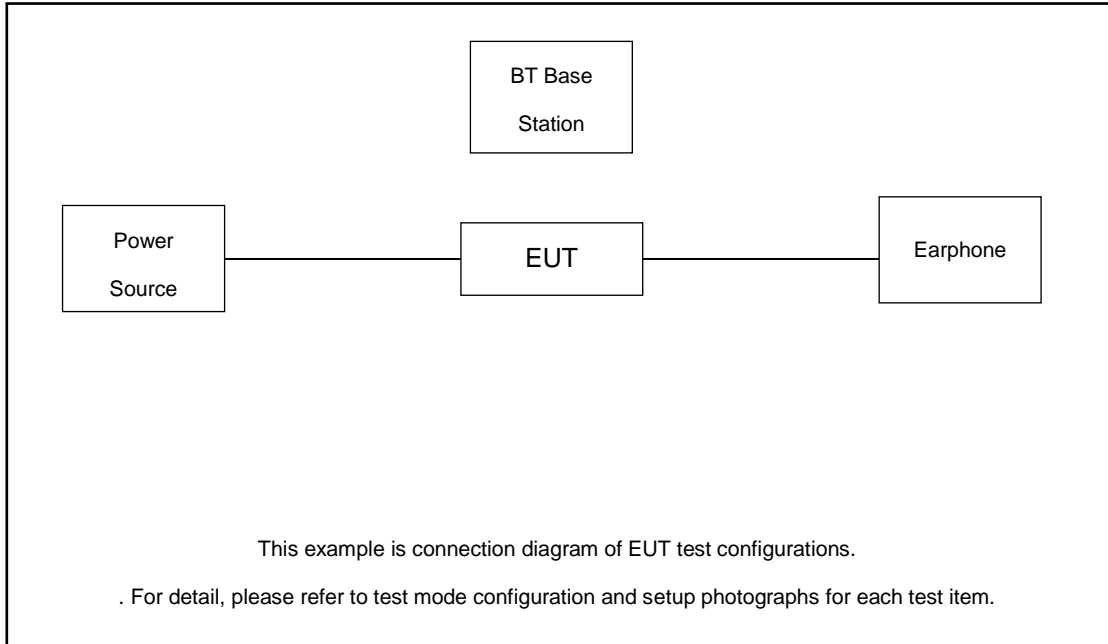 BT Base
Station
Power
Source
EUT
Earphone
This example is connection diagram of EUT test configurations.
. For detail, please refer to test mode configuration and setup photographs for each test item.